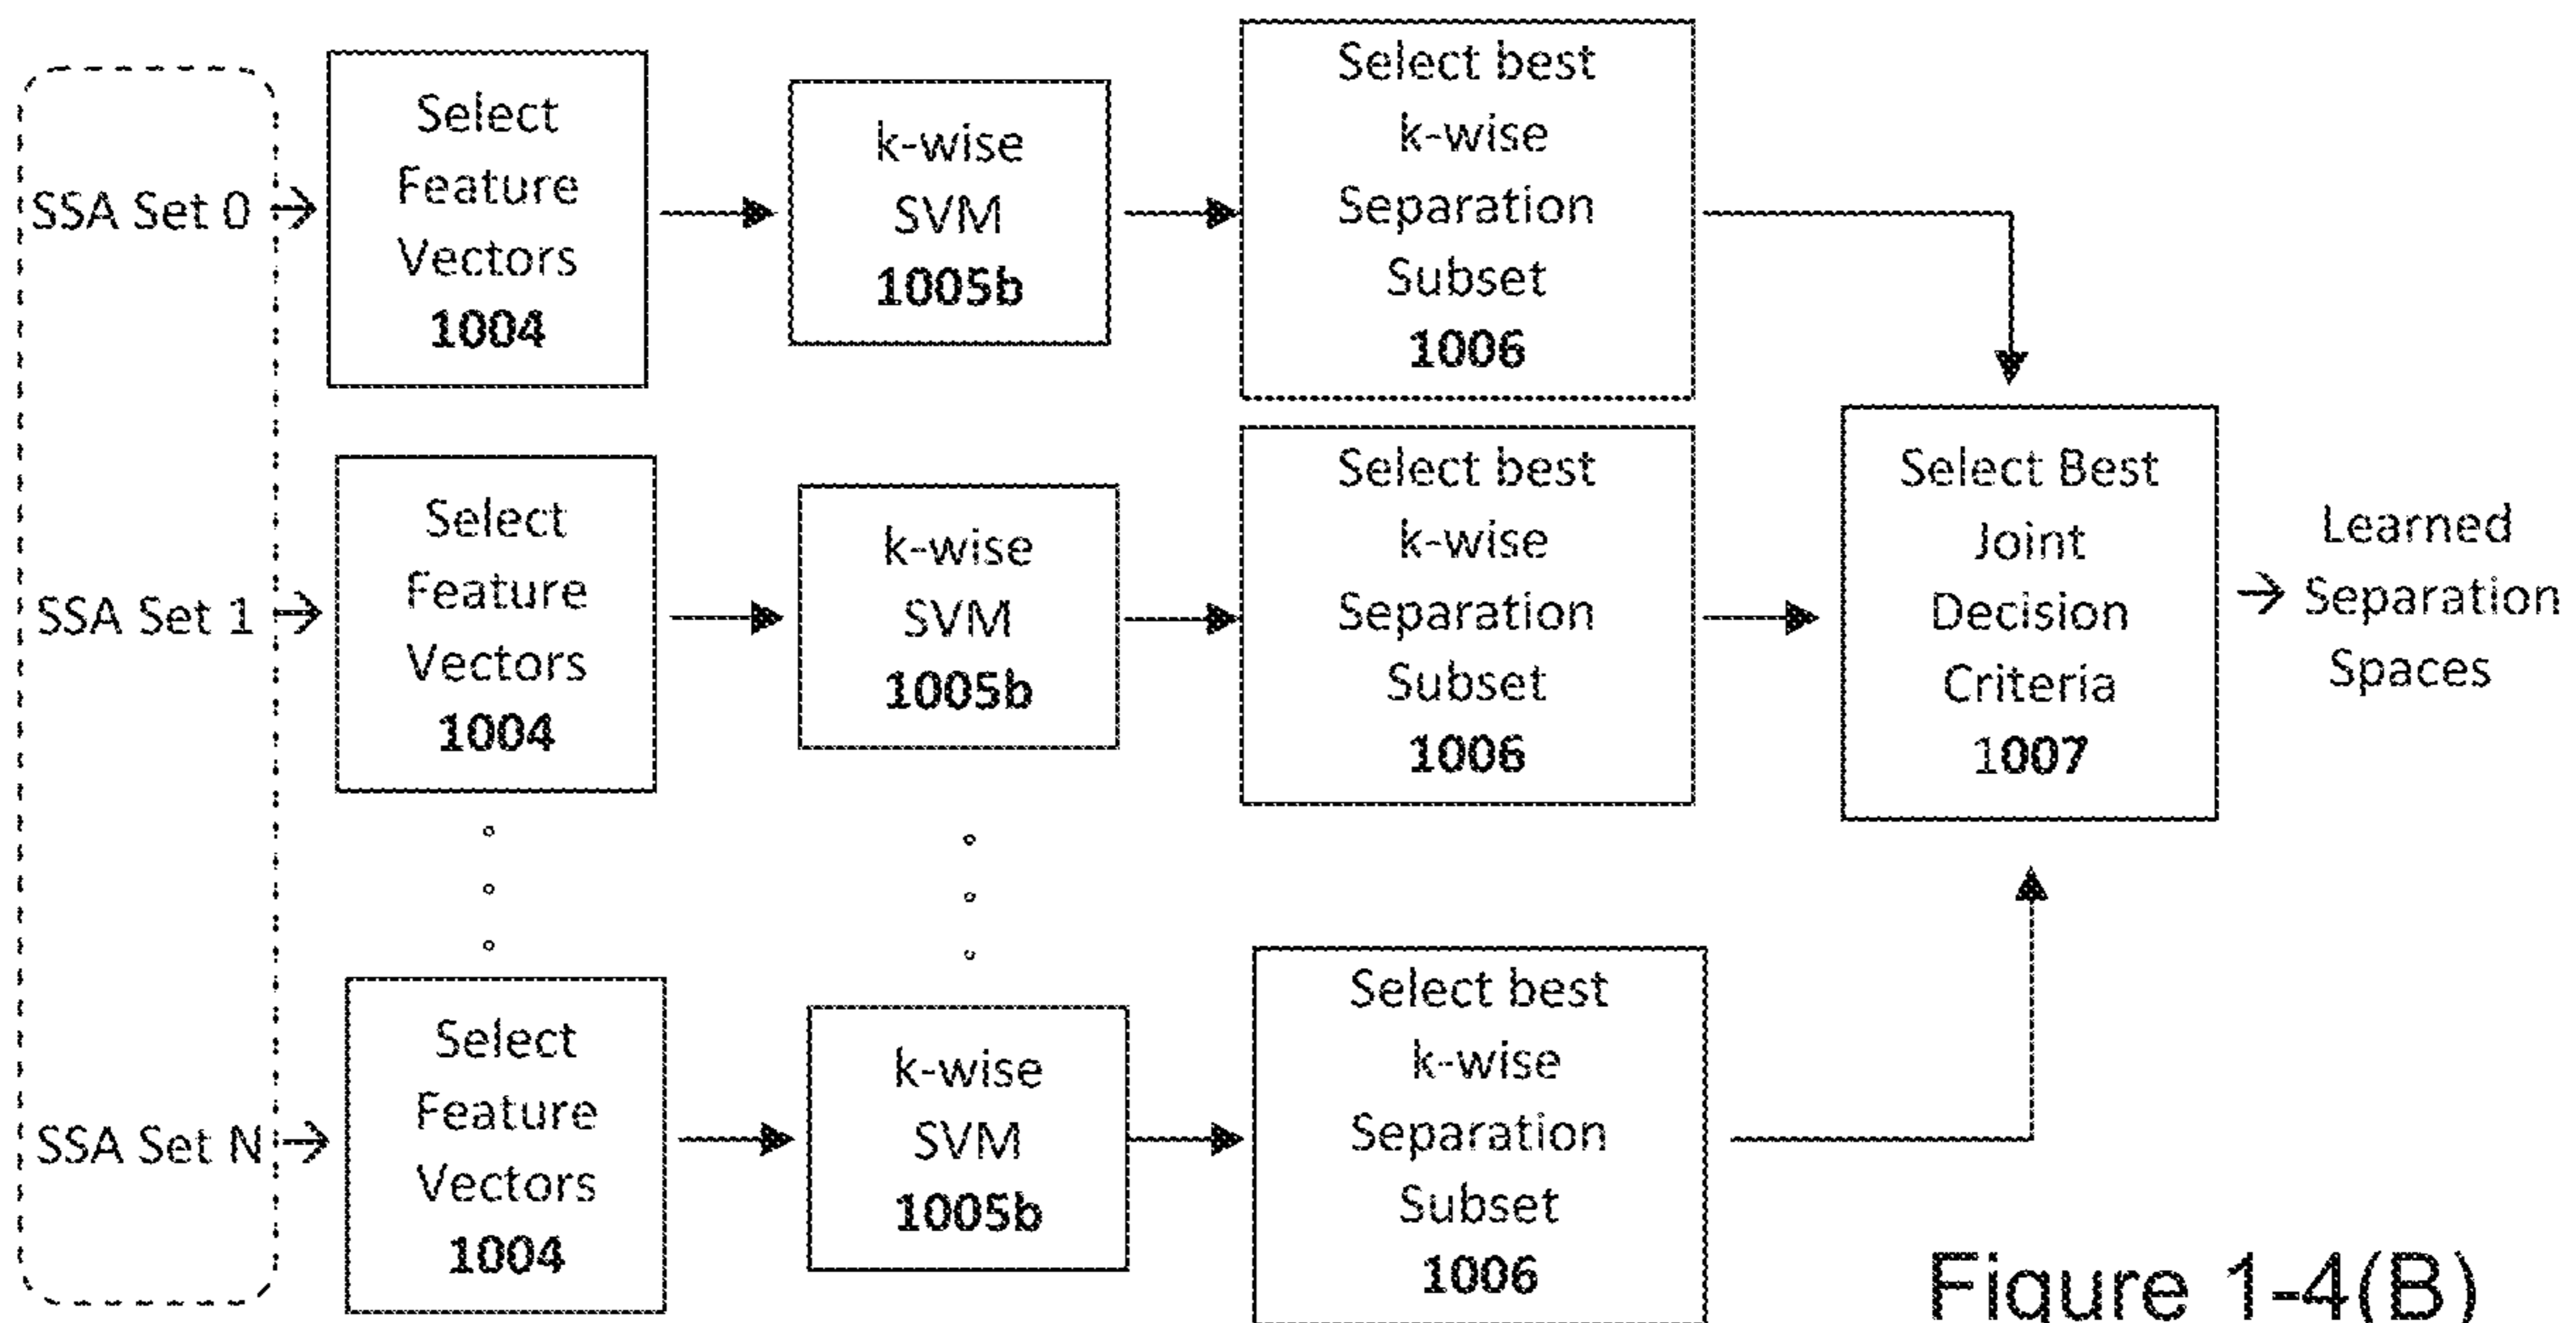 SSA Set 0
Select
Feature
Vectors
1004
k-wise
SVM
1005b
Select best
k-wise
Separation
Subset
1006
SSA Set 1
Select
Feature
Vectors
1004
k-wise
SVM
1005b
Select best
k-wise
Separation
Subset
1006
Select Best
Joint
Decision
Criteria
1007
Learned
Separation
Spaces
SSA Set N
Select
Feature
Vectors
1004
k-wise
SVM
1005b
Select best
k-wise
Separation
Subset
1006
Figure 1-4(B)